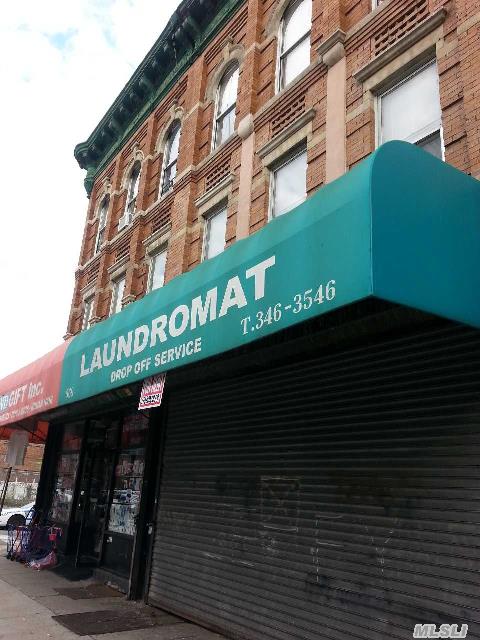 LAUNDROMAT
DROP OFF SERVICE
T.346-3546
GIFT Inc.
MLSLI